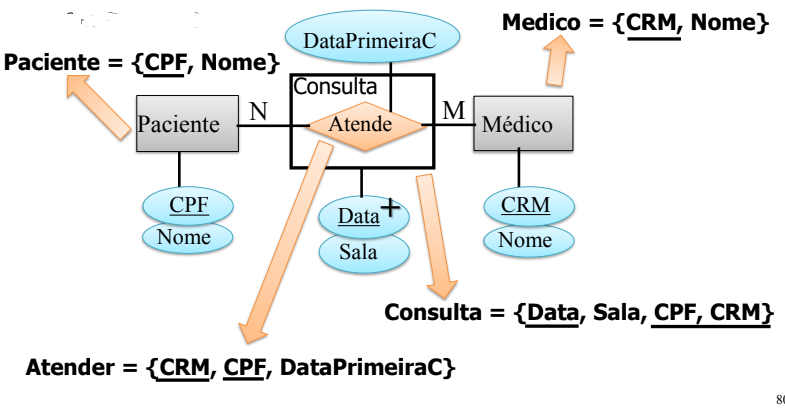 DataPrimeiraC
Medico = {CRM, Nome}
Paciente = {CPF, Nome}
Consulta
Paciente
N
Atende
M
Médico
CPF
Nome
Data
Sala
CRM
Nome
Consulta = {Data, Sala, CPF, CRM}
Atender = {CRM, CPF, DataPrimeiraC}